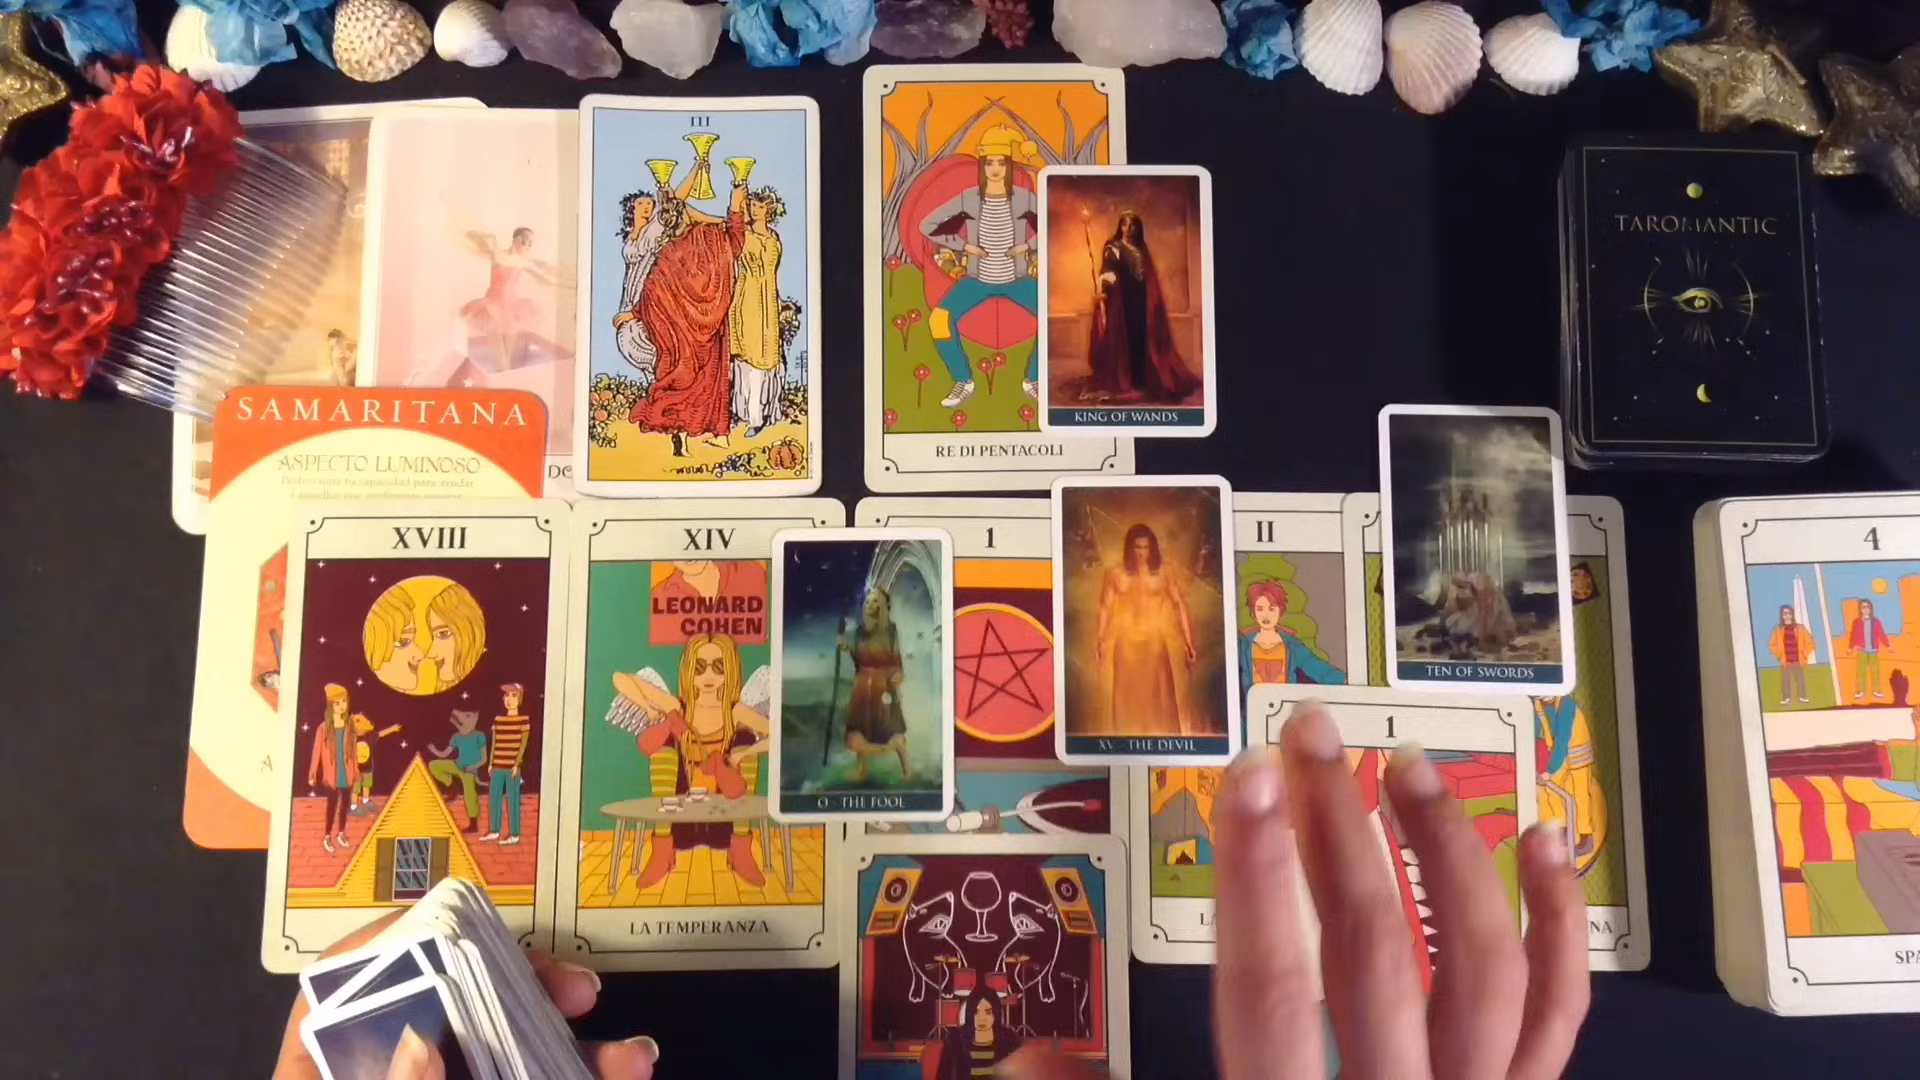 III
TAROMANTIC
KING OF WANDS
RE DI PENTACOLI
SAMARITANA
ASPECTO LUMINOSO
XVIII
XIV
1
II
4
LEONARD
COHEN
TEN OF SWORDS
XV THE DEVIL
1
0 THE FOOL
LA TEMPERANZA